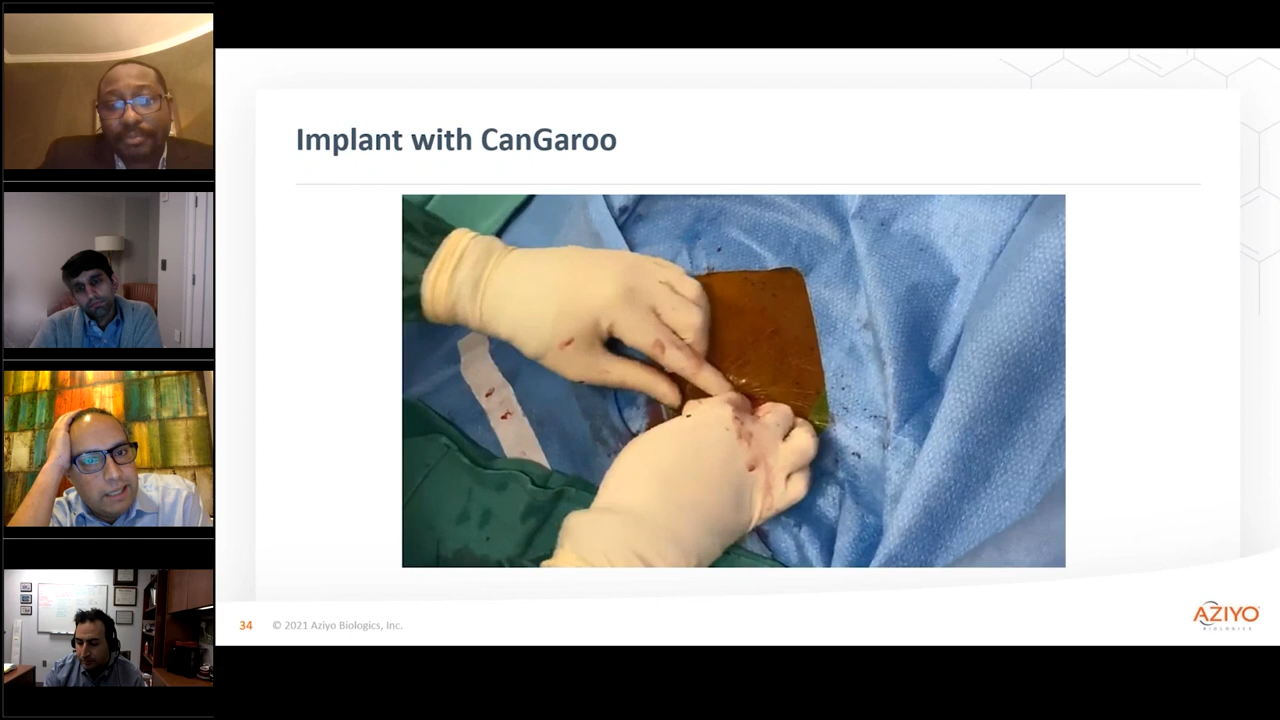 Implant with CanGaroo
34 © 2021 Aziyo Biologics, Inc.
AZIYO
BIOLOGICS